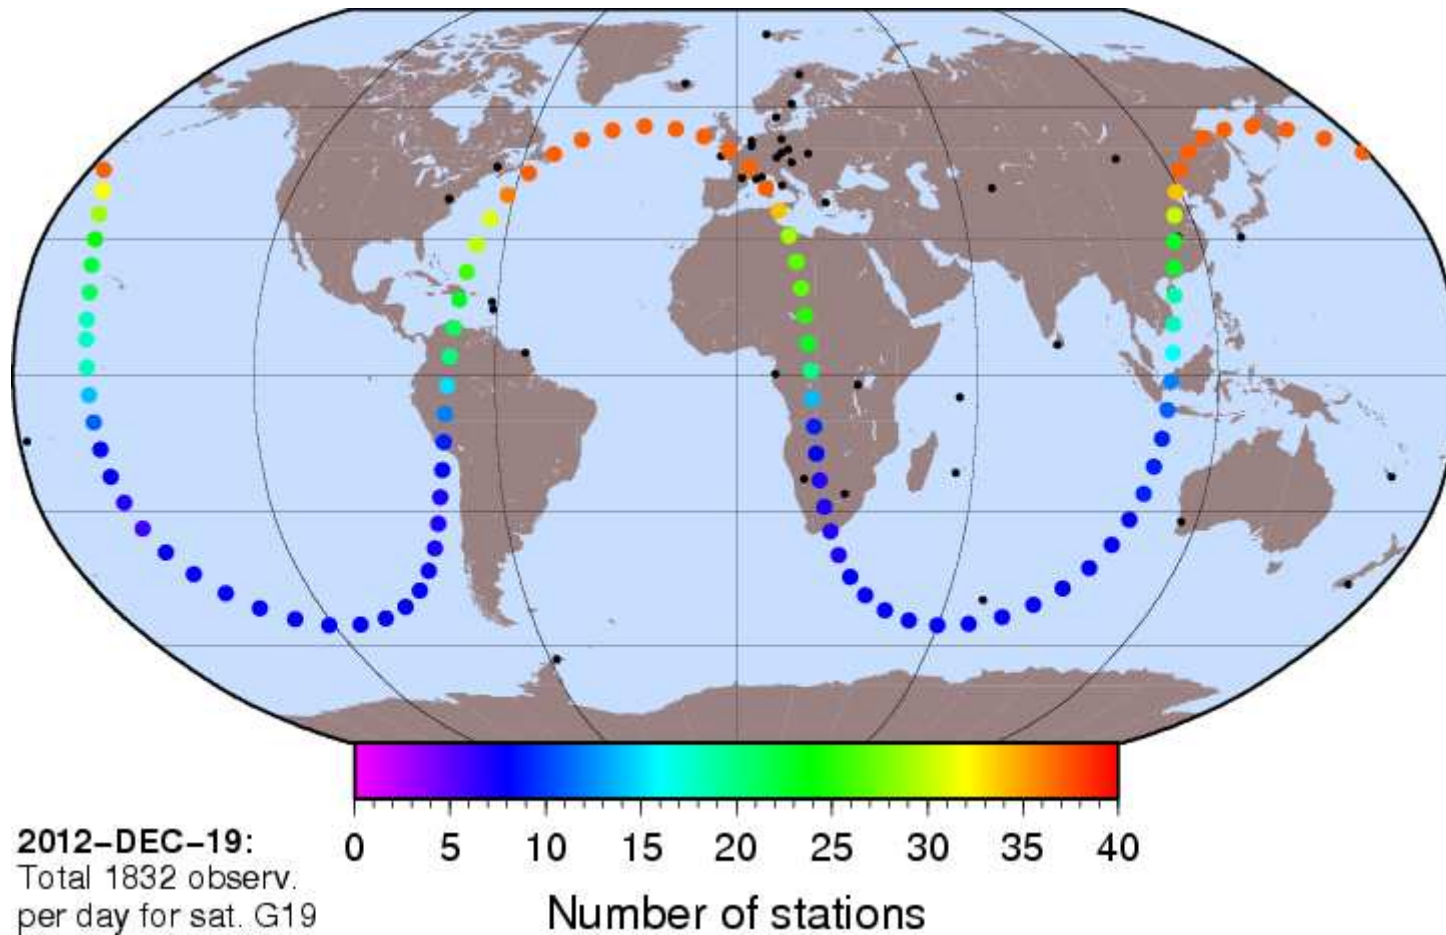 0 5 10 15 20 25 30 35 40
Number of stations
2012-DEC-19:
Total 1832 observ.
per day for sat. G19